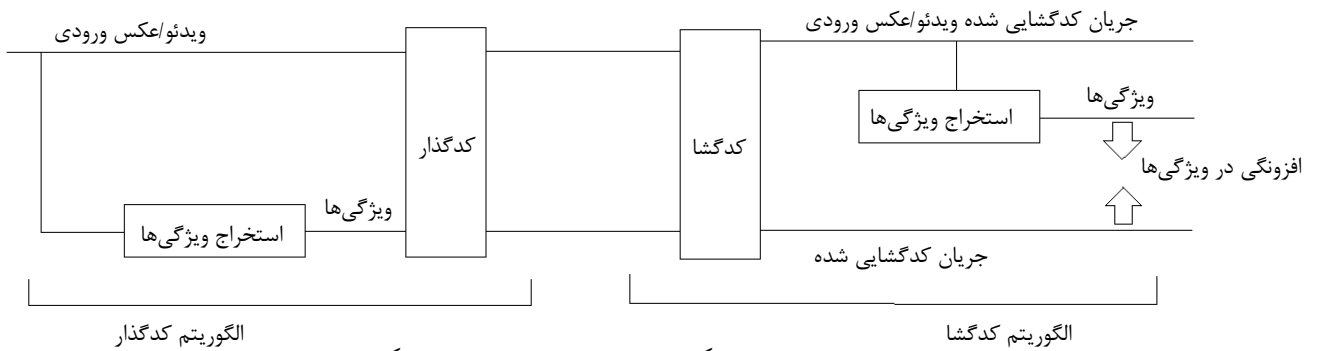 جریان کدگشایی شده ویدئو/عکس ورودی
ویدئو/عکس ورودی
ویژگی‌ها
استخراج ویژگی‌ها
کدگذار
کدگشا
افزونگی در ویژگی‌ها
ویژگی‌ها
استخراج ویژگی‌ها
جریان کدگشایی شده
الگوریتم کدگشا
الگوریتم کدگذار